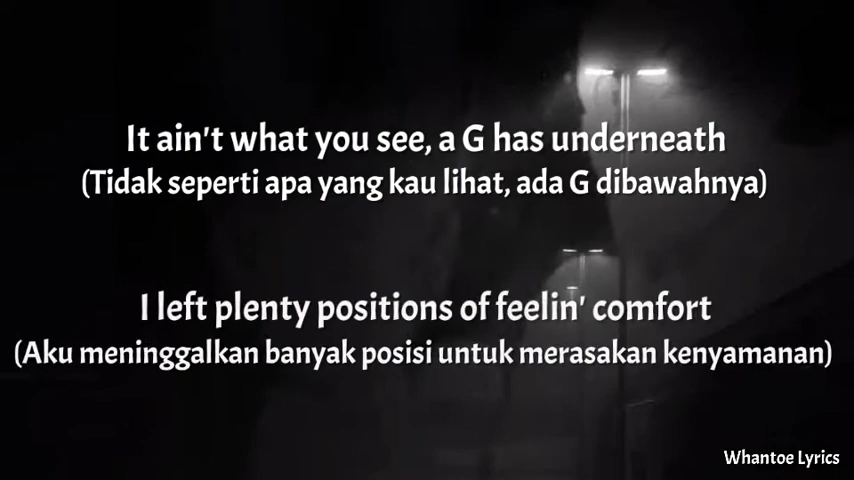 It ain't what you see, a G has underneath
(Tidak seperti apa yang kau lihat, ada G dibawahnya)
I left plenty positions of feelin' comfort
(Aku meninggalkan banyak posisi untuk merasakan kenyamanan)
Whantoe Lyrics